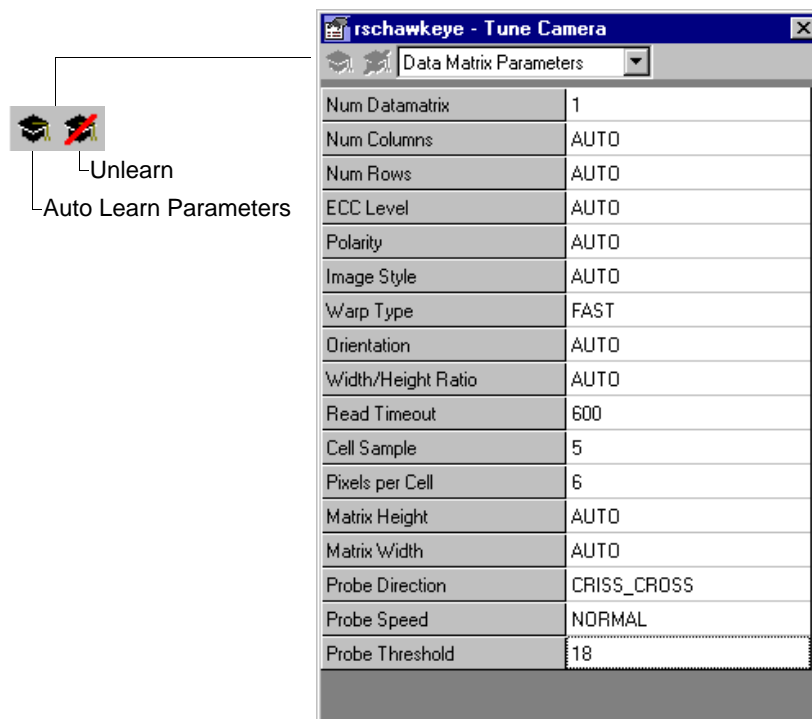 rschawkeye - Tune Camera
Data Matrix Parameters
Unlearn
Auto Learn Parameters
Num Datamatrix 1
Num Columns AUTO
Num Rows AUTO
ECC Level AUTO
Polarity AUTO
Image Style AUTO
Warp Type FAST
Orientation AUTO
Width/Height Ratio AUTO
Read Timeout 600
Cell Sample 5
Pixels per Cell 6
Matrix Height AUTO
Matrix Width AUTO
Probe Direction CRISS_CROSS
Probe Speed NORMAL
Probe Threshold 18